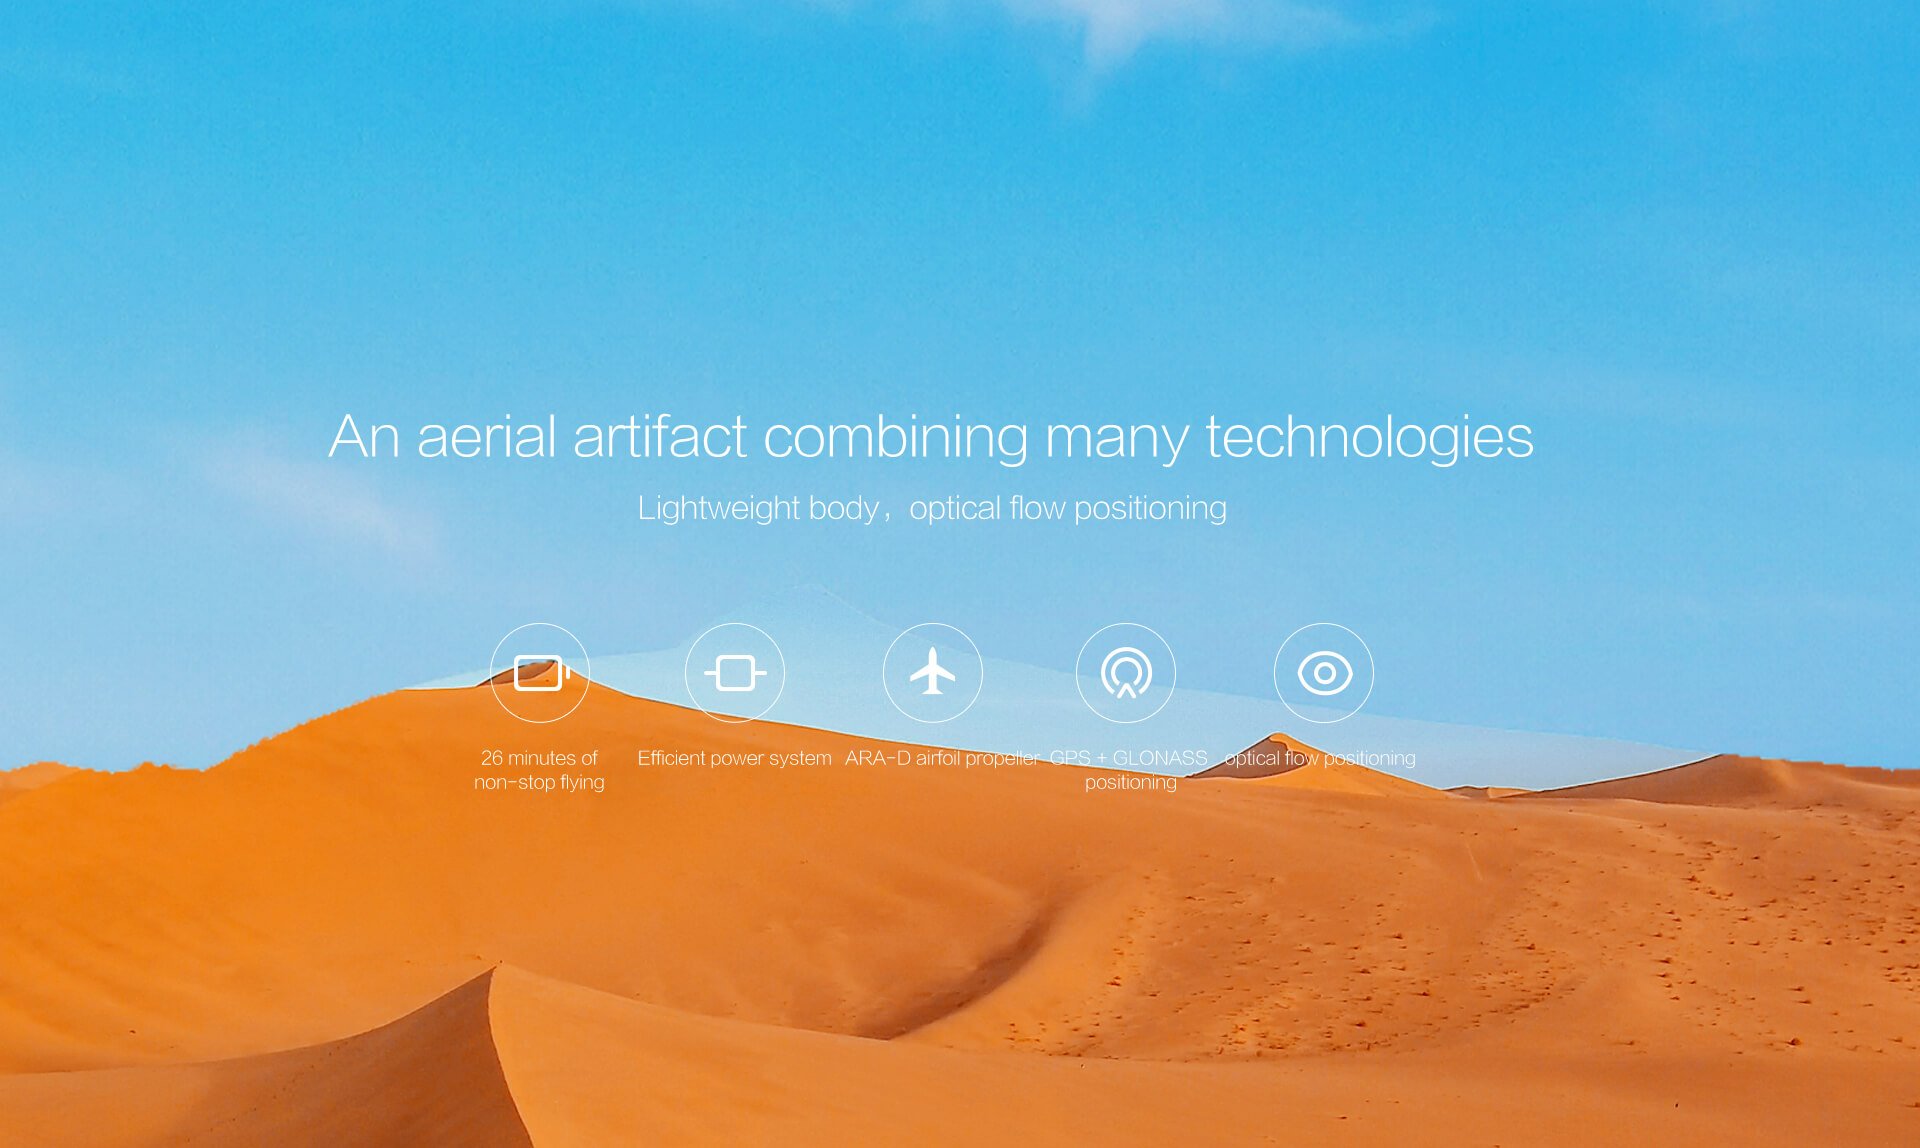 An aerial artifact combining many technologies
Lightweight body，optical flow positioning
26 minutes of
non-stop flying
Efficient power system
ARA-D airfoil propeller
GPS + GLONASS
positioning
optical flow positioning